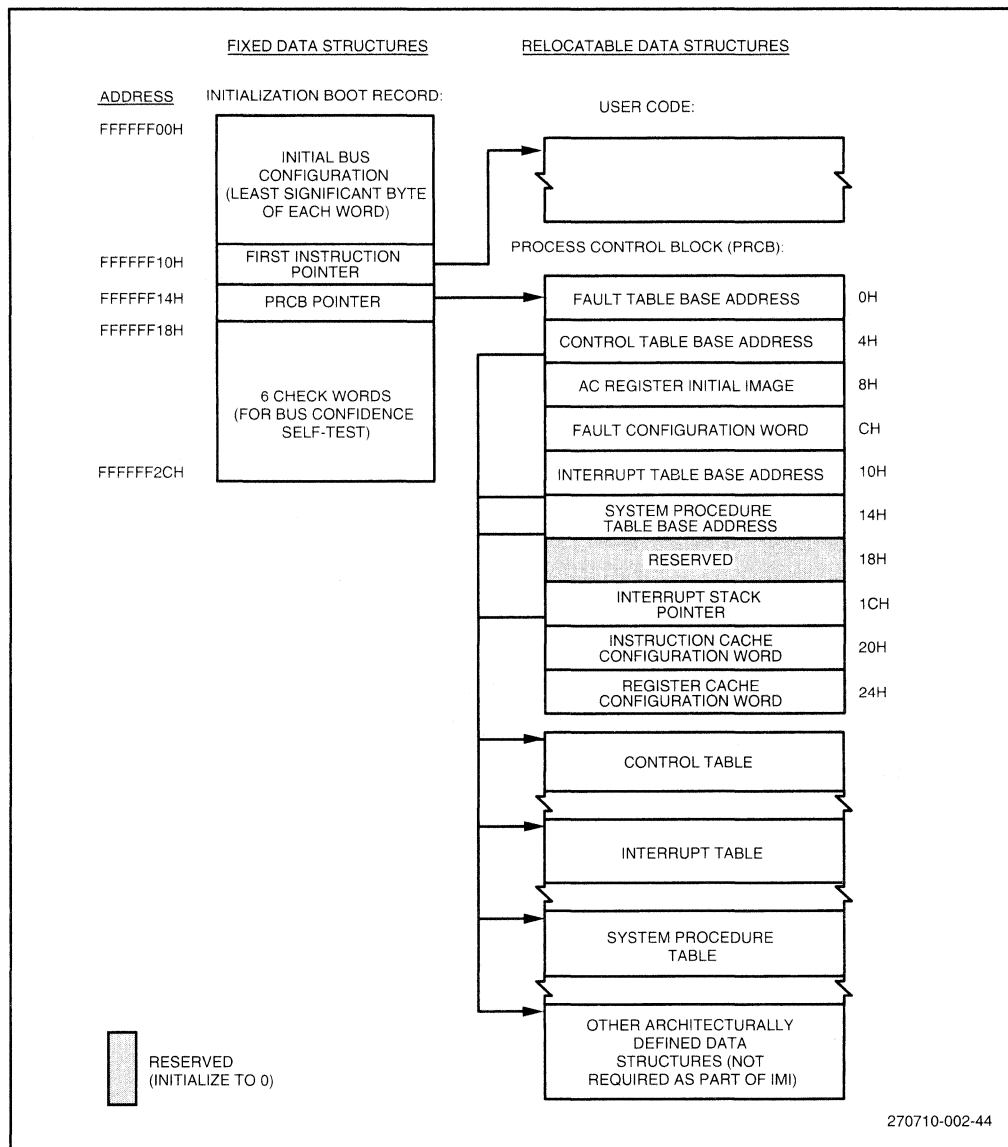 FIXED DATA STRUCTURES
RELOCATABLE DATA STRUCTURES
ADDRESS
INITIALIZATION BOOT RECORD:
FFFFFF00H
INITIAL BUS
CONFIGURATION
(LEAST SIGNIFICANT BYTE
OF EACH WORD)
FFFFFF10H
FIRST INSTRUCTION
POINTER
FFFFFF14H
PRCB POINTER
FFFFFF18H
6 CHECK WORDS
(FOR BUS CONFIDENCE
SELF-TEST)
FFFFFF2CH
USER CODE:
PROCESS CONTROL BLOCK (PRCB):
FAULT TABLE BASE ADDRESS
0H
CONTROL TABLE BASE ADDRESS
4H
AC REGISTER INITIAL IMAGE
8H
FAULT CONFIGURATION WORD
CH
INTERRUPT TABLE BASE ADDRESS
10H
SYSTEM PROCEDURE
TABLE BASE ADDRESS
14H
RESERVED
18H
INTERRUPT STACK
POINTER
1CH
INSTRUCTION CACHE
CONFIGURATION WORD
20H
REGISTER CACHE
CONFIGURATION WORD
24H
CONTROL TABLE
INTERRUPT TABLE
SYSTEM PROCEDURE
TABLE
OTHER ARCHITECTURALLY
DEFINED DATA
STRUCTURES (NOT
REQUIRED AS PART OF IMI)
RESERVED
(INITIALIZE TO 0)
270710-002-44